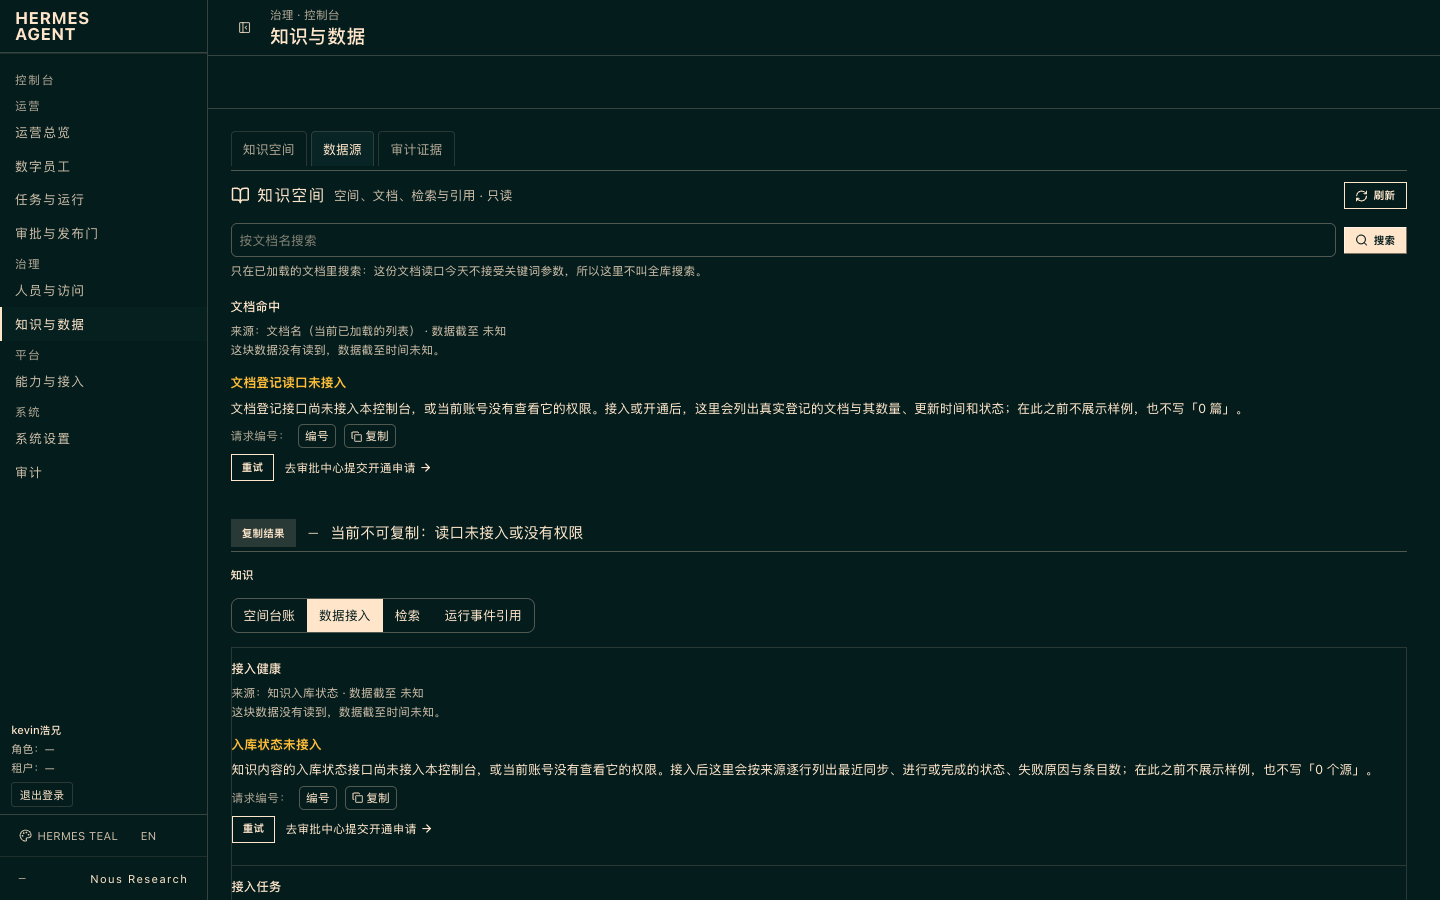 HERMES
AGENT
控制台
运营
运营总览
数字员工
任务与运行
审批与发布门
治理
人员与访问
知识与数据
平台
能力与接入
系统
系统设置
审计
kevin浩兄
角色：—
租户：—
退出登录
HERMES TEAL EN
— Nous Research
治理 · 控制台
知识与数据
知识空间 数据源 审计证据
知识空间 空间、文档、检索与引用 · 只读 刷新
按文档名搜索 搜索
只在已加载的文档里搜索：这份文档读口今天不接受关键词参数，所以这里不叫全库搜索。
文档命中
来源：文档名（当前已加载的列表） · 数据截至 未知
这块数据没有读到，数据截至时间未知。
文档登记读口未接入
文档登记接口尚未接入本控制台，或当前账号没有查看它的权限。接入或开通后，这里会列出真实登记的文档与其数量、更新时间和状态；在此之前不展示样例，也不写「0 篇」。
请求编号： 编号 复制
重试 去审批中心提交开通申请 →
复制结果 — 当前不可复制：读口未接入或没有权限
知识
空间台账 数据接入 检索 运行事件引用
接入健康
来源：知识入库状态 · 数据截至 未知
这块数据没有读到，数据截至时间未知。
入库状态未接入
知识内容的入库状态接口尚未接入本控制台，或当前账号没有查看它的权限。接入后这里会按来源逐行列出最近同步、进行或完成的状态、失败原因与条目数；在此之前不展示样例，也不写「0 个源」。
请求编号： 编号 复制
重试 去审批中心提交开通申请 →
接入任务